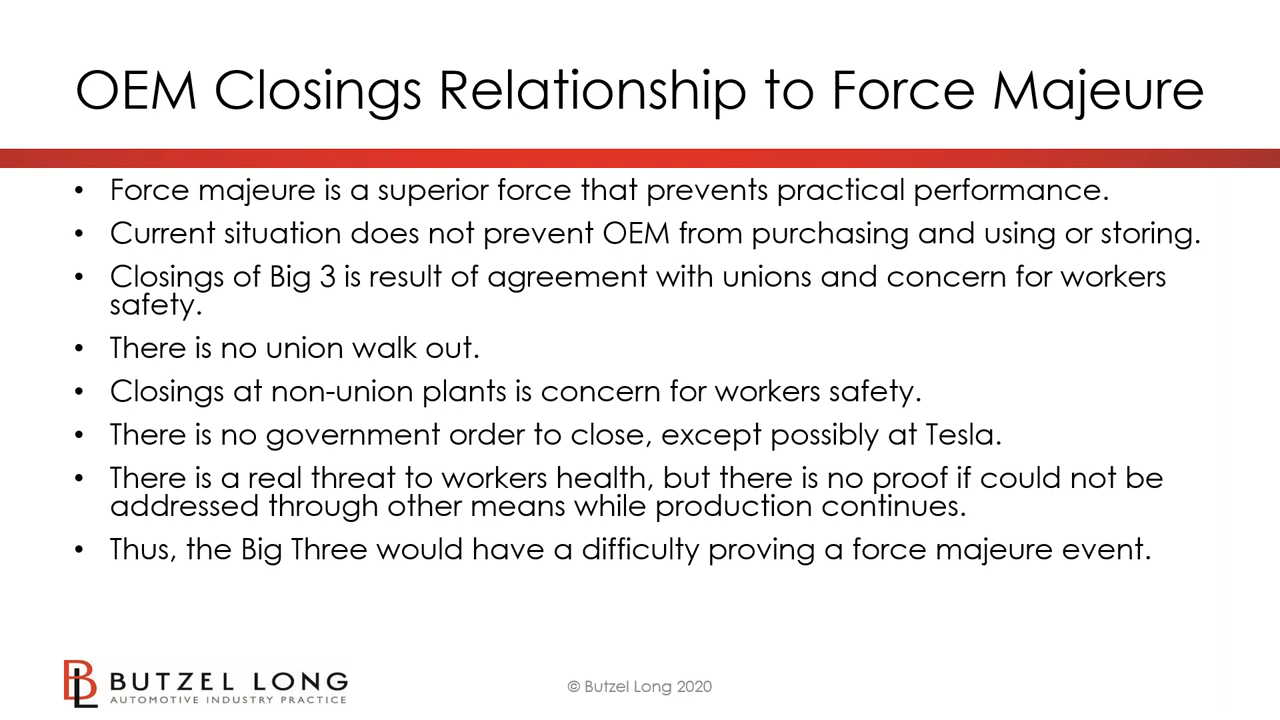 OEM Closings Relationship to Force Majeure
• Force majeure is a superior force that prevents practical performance.
• Current situation does not prevent OEM from purchasing and using or storing.
• Closings of Big 3 is result of agreement with unions and concern for workers
safety.
• There is no union walk out.
• Closings at non-union plants is concern for workers safety.
• There is no government order to close, except possibly at Tesla.
• There is a real threat to workers health, but there is no proof if could not be
addressed through other means while production continues.
• Thus, the Big Three would have a difficulty proving a force majeure event.
BL BUTZEL LONG
AUTOMOTIVE INDUSTRY PRACTICE
© Butzel Long 2020